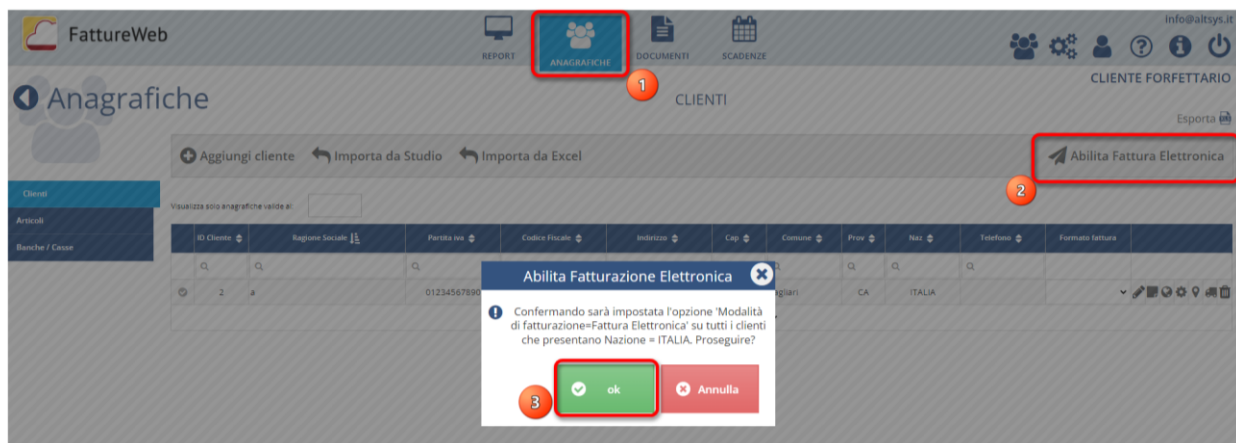 info@altsys.it
FattureWeb
REPORT
ANAGRAFICHE
DOCUMENTI
SCADENZE
1
CLIENTE FORFETTARIO
Anagrafiche
CLIENTI
Esporta
Aggiungi cliente
Importa da Studio
Importa da Excel
Abilita Fattura Elettronica
2
Clienti
Articoli
Banche / Casse
Visualizza solo anagrafiche valide al:
ID Cliente
Ragione Sociale
Partita iva
Codice Fiscale
Indirizzo
Cap
Comune
Prov
Naz
Telefono
Formato fattura
2
a
01234567890
agliari
CA
ITALIA
Abilita Fatturazione Elettronica
Confermando sarà impostata l'opzione 'Modalità
di fatturazione=Fattura Elettronica' su tutti i clienti
che presentano Nazione = ITALIA. Proseguire?
ok
Annulla
3